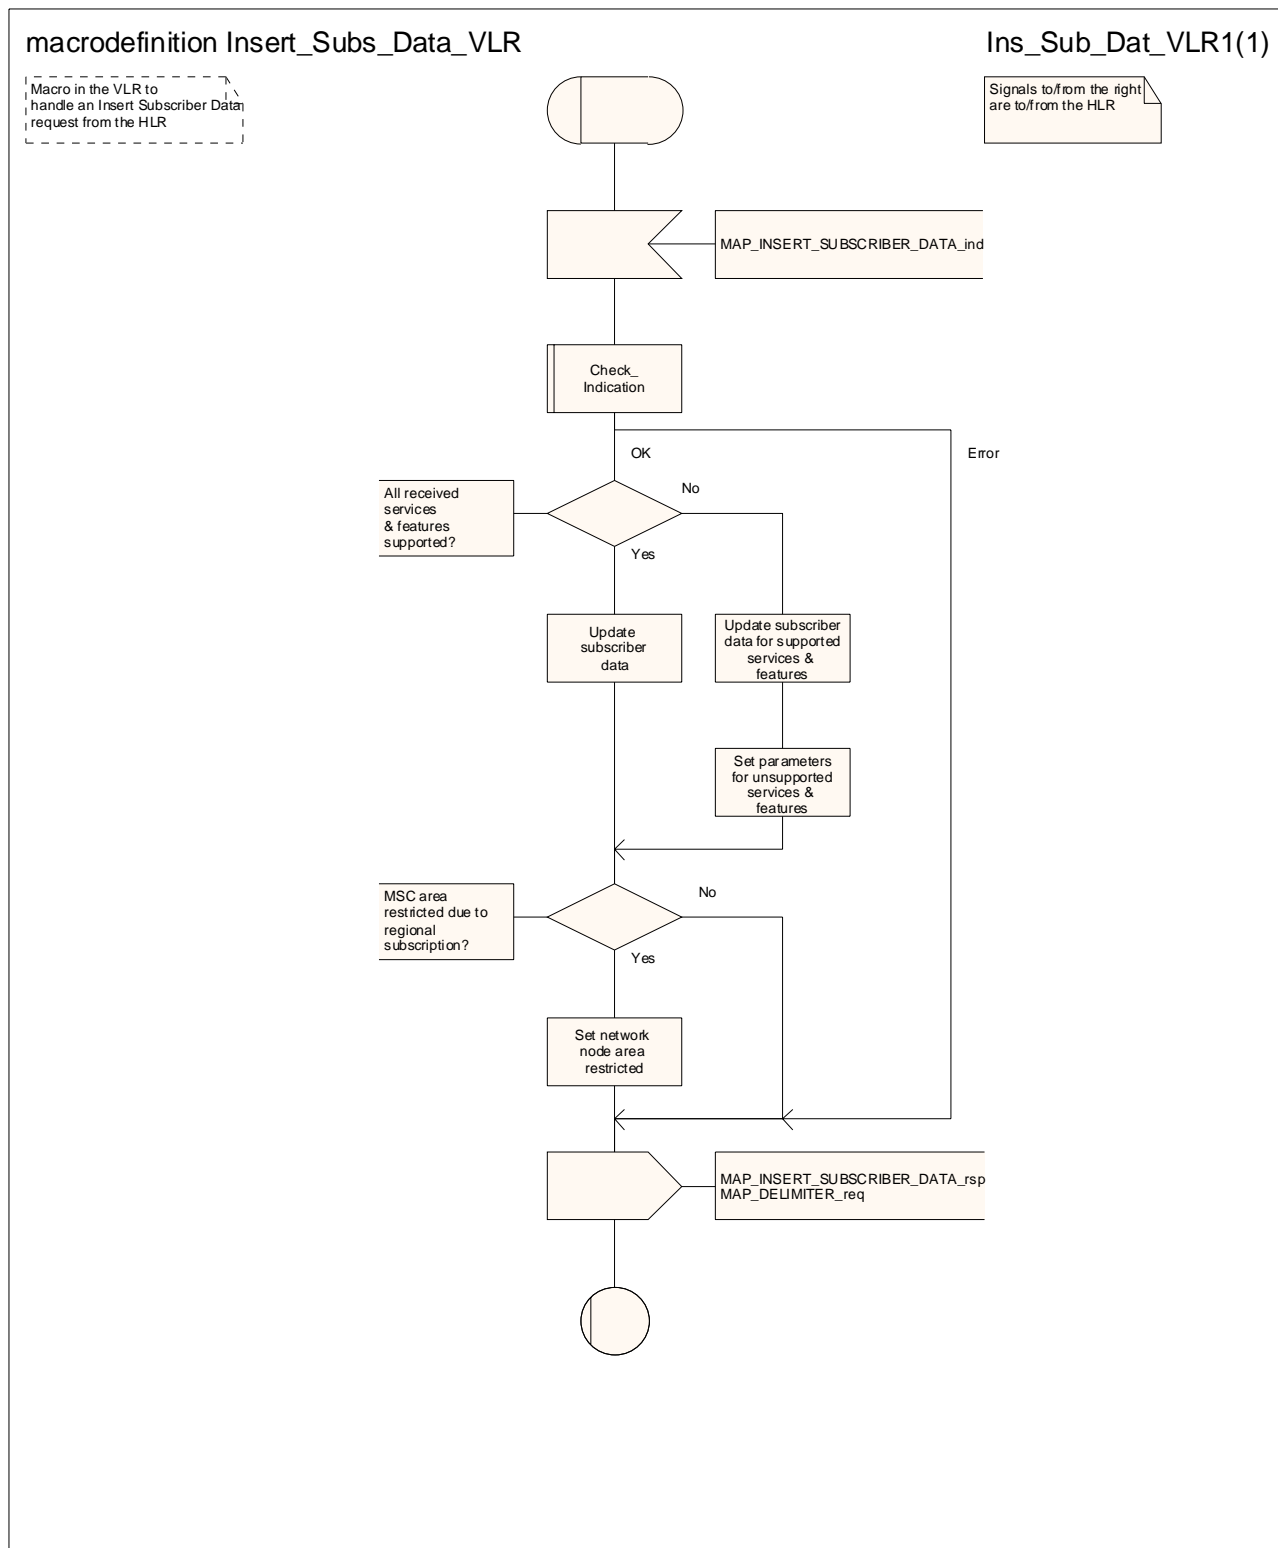 macrodefinition Insert_Subs_Data_VLR
Ins_Sub_Dat_VLR1(1)
Macro in the VLR to
handle an Insert Subscriber Data
request from the HLR
Signals to/from the right
are to/from the HLR
MAP_INSERT_SUBSCRIBER_DATA_ind
Check_
Indication
OK
Error
All received
services
& features
supported?
No
Yes
Update
subscriber
data
Update subscriber
data for supported
services &
features
Set parameters
for unsupported
services &
features
MSC area
restricted due to
regional
subscription?
No
Yes
Set network
node area
restricted
MAP_INSERT_SUBSCRIBER_DATA_rsp
MAP_DELIMITER_req